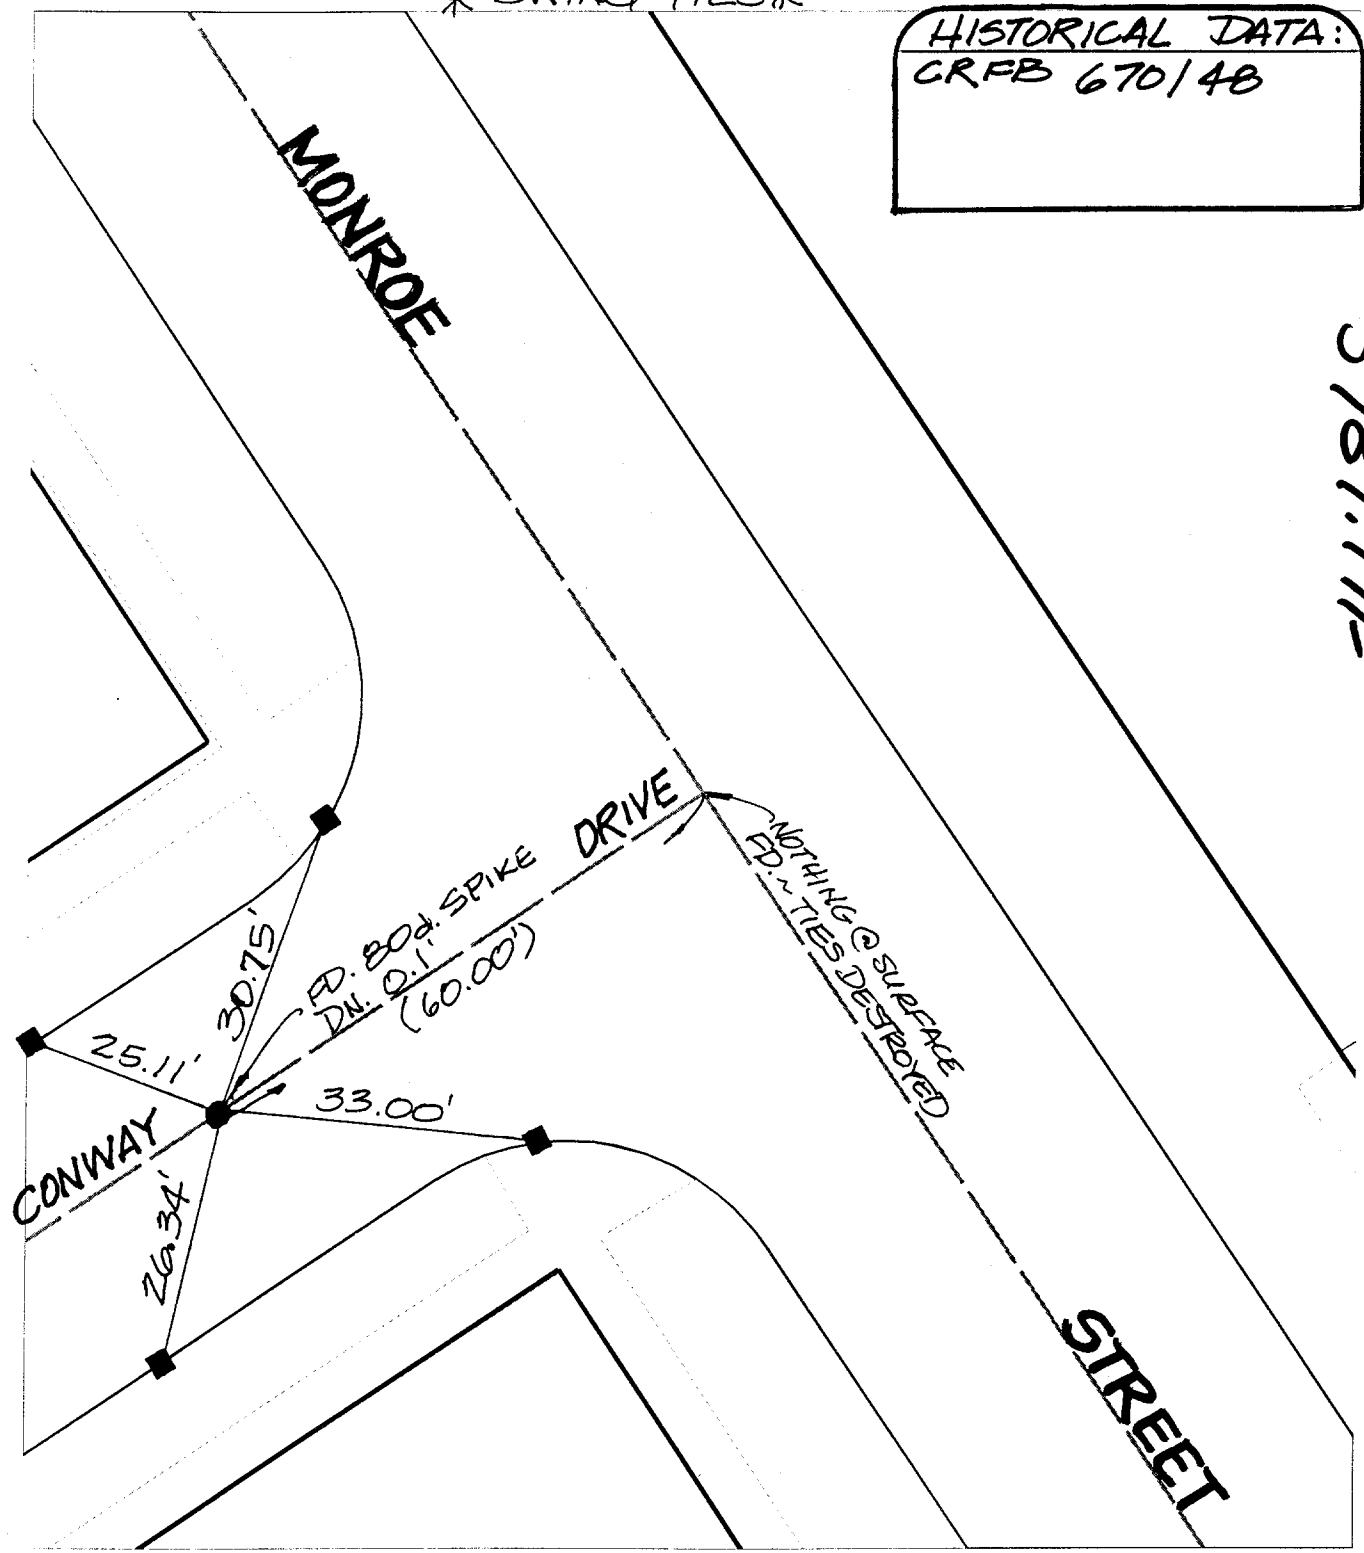 HISTORICAL DATA:
CRFB 670/48
MONROE
DRIVE
FD. 80d. SPIKE
DN. 0.1'
(60.00')
NOTHING @ SURFACE
FD. ~ TIES DESTROYED
30.75'
25.11'
33.00'
CONWAY
26.34'
STREET